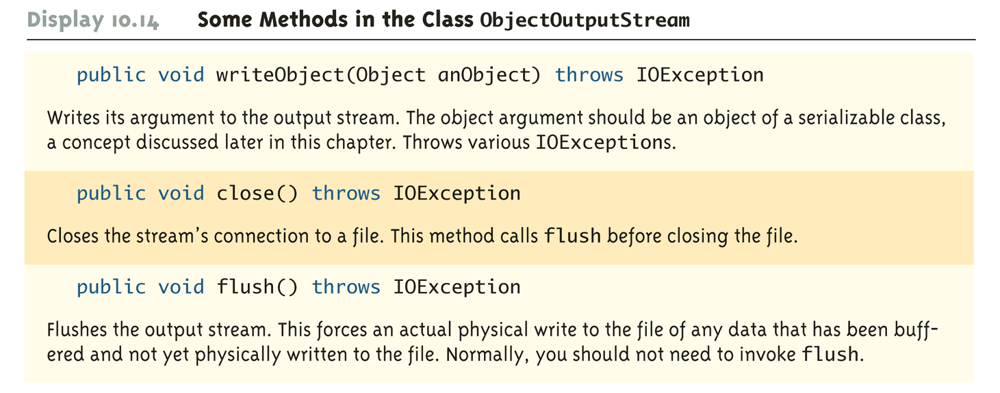 Display 10.14 Some Methods in the Class ObjectOutputStream
public void writeObject(Object anObject) throws IOException
Writes its argument to the output stream. The object argument should be an object of a serializable class,
a concept discussed later in this chapter. Throws various IOExceptions.
public void close() throws IOException
Closes the stream’s connection to a file. This method calls flush before closing the file.
public void flush() throws IOException
Flushes the output stream. This forces an actual physical write to the file of any data that has been buff-
ered and not yet physically written to the file. Normally, you should not need to invoke flush.